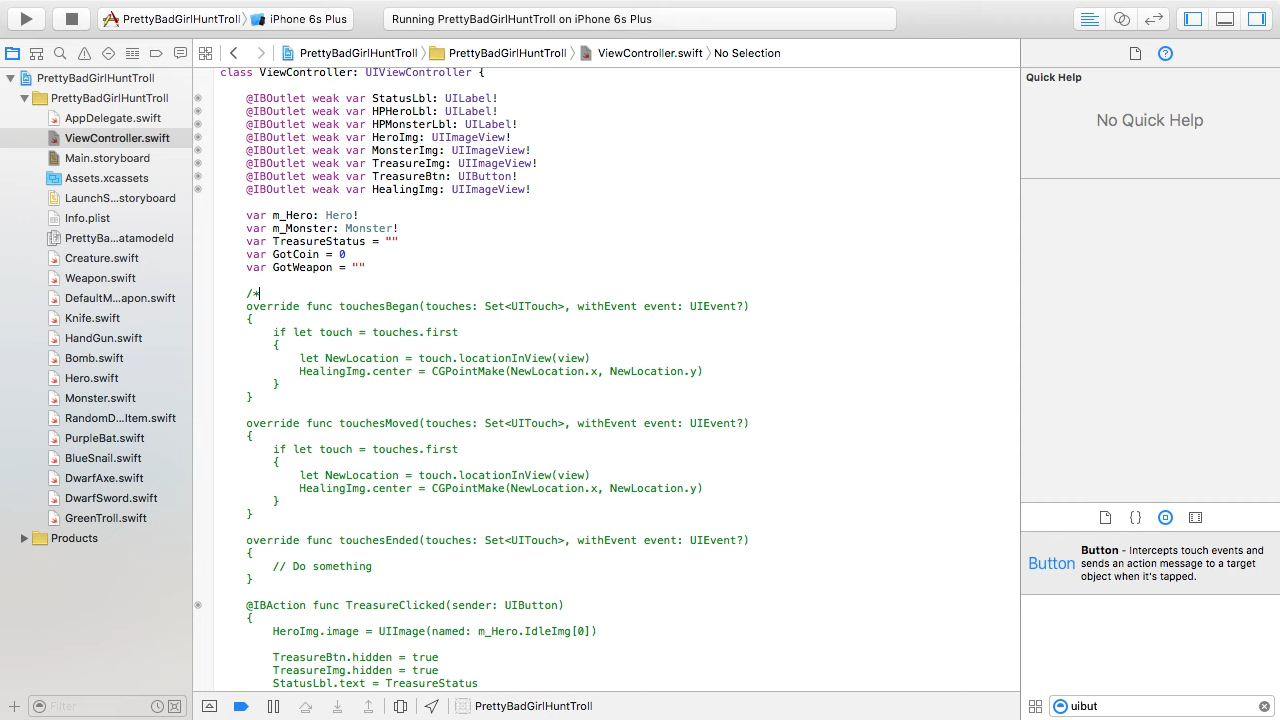 PrettyBadGirlHuntTroll iPhone 6s Plus Running PrettyBadGirlHuntTroll on iPhone 6s Plus
PrettyBadGirlHuntTroll PrettyBadGirlHuntTroll ViewController.swift No Selection
PrettyBadGirlHuntTroll
PrettyBadGirlHuntTroll
AppDelegate.swift
ViewController.swift
Main.storyboard
Assets.xcassets
LaunchS...storyboard
Info.plist
PrettyBa...atamodeld
Creature.swift
Weapon.swift
DefaultM...apon.swift
Knife.swift
HandGun.swift
Bomb.swift
Hero.swift
Monster.swift
RandomD...Item.swift
PurpleBat.swift
BlueSnail.swift
DwarfAxe.swift
DwarfSword.swift
GreenTroll.swift
Products
Filter
class ViewController: UIViewController {
@IBOutlet weak var StatusLbl: UILabel!
@IBOutlet weak var HPHeroLbl: UILabel!
@IBOutlet weak var HPMonsterLbl: UILabel!
@IBOutlet weak var HeroImg: UIImageView!
@IBOutlet weak var MonsterImg: UIImageView!
@IBOutlet weak var TreasureImg: UIImageView!
@IBOutlet weak var TreasureBtn: UIButton!
@IBOutlet weak var HealingImg: UIImageView!
var m_Hero: Hero!
var m_Monster: Monster!
var TreasureStatus = ""
var GotCoin = 0
var GotWeapon = ""
/*
override func touchesBegan(touches: Set<UITouch>, withEvent event: UIEvent?)
{
if let touch = touches.first
{
let NewLocation = touch.locationInView(view)
HealingImg.center = CGPointMake(NewLocation.x, NewLocation.y)
}
}
override func touchesMoved(touches: Set<UITouch>, withEvent event: UIEvent?)
{
if let touch = touches.first
{
let NewLocation = touch.locationInView(view)
HealingImg.center = CGPointMake(NewLocation.x, NewLocation.y)
}
}
override func touchesEnded(touches: Set<UITouch>, withEvent event: UIEvent?)
{
// Do something
}
@IBAction func TreasureClicked(sender: UIButton)
{
HeroImg.image = UIImage(named: m_Hero.IdleImg[0])
TreasureBtn.hidden = true
TreasureImg.hidden = true
StatusLbl.text = TreasureStatus
PrettyBadGirlHuntTroll
Quick Help
No Quick Help
Button
Button - Intercepts touch events and
sends an action message to a target
object when it's tapped.
uibut